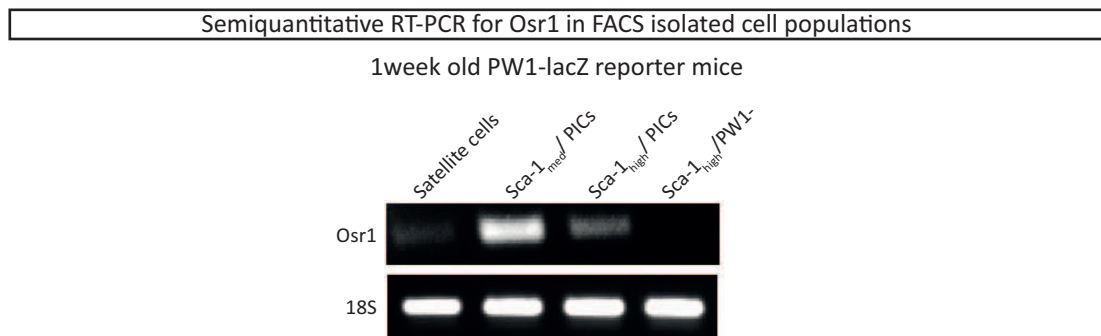 Semiquantitative RT-PCR for Osr1 in FACS isolated cell populations
1week old PW1-lacZ reporter mice
Satellite cells
Sca-1med/ PICs
Sca-1high/ PICs
Sca-1high/PW1-
Osr1
18S